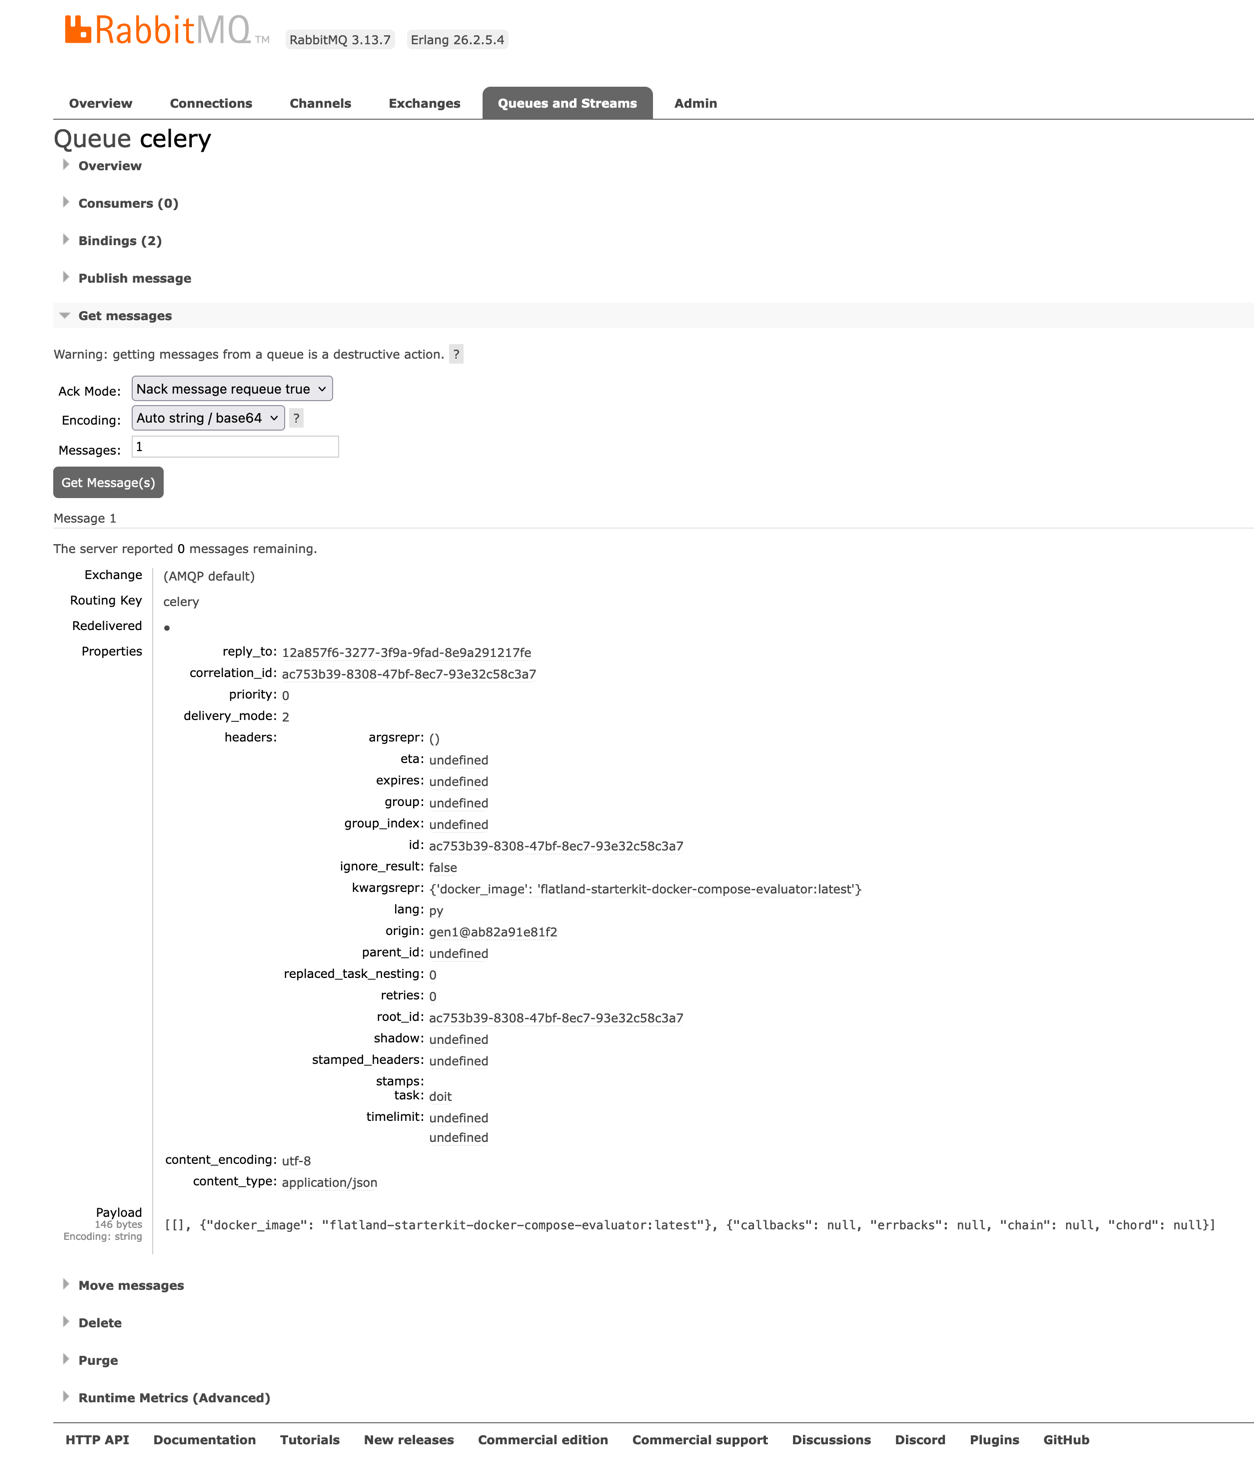 RabbitMQ TM RabbitMQ 3.13.7 Erlang 26.2.5.4
Overview Connections Channels Exchanges Queues and Streams Admin
Queue celery
Overview
Consumers (0)
Bindings (2)
Publish message
Get messages
Warning: getting messages from a queue is a destructive action. ?
Ack Mode: Nack message requeue true
Encoding: Auto string / base64 ?
Messages: 1
Get Message(s)
Message 1
The server reported 0 messages remaining.
Exchange (AMQP default)
Routing Key celery
Redelivered ●
Properties reply_to: 12a857f6-3277-3f9a-9fad-8e9a291217fe
correlation_id: ac753b39-8308-47bf-8ec7-93e32c58c3a7
priority: 0
delivery_mode: 2
headers: argsrepr: ()
eta: undefined
expires: undefined
group: undefined
group_index: undefined
id: ac753b39-8308-47bf-8ec7-93e32c58c3a7
ignore_result: false
kwargsrepr: {'docker_image': 'flatland-starterkit-docker-compose-evaluator:latest'}
lang: py
origin: gen1@ab82a91e81f2
parent_id: undefined
replaced_task_nesting: 0
retries: 0
root_id: ac753b39-8308-47bf-8ec7-93e32c58c3a7
shadow: undefined
stamped_headers: undefined
stamps:
task: doit
timelimit: undefined
undefined
content_encoding: utf-8
content_type: application/json
Payload
146 bytes
Encoding: string
[[], {"docker_image": "flatland-starterkit-docker-compose-evaluator:latest"}, {"callbacks": null, "errbacks": null, "chain": null, "chord": null}]
Move messages
Delete
Purge
Runtime Metrics (Advanced)
HTTP API Documentation Tutorials New releases Commercial edition Commercial support Discussions Discord Plugins GitHub